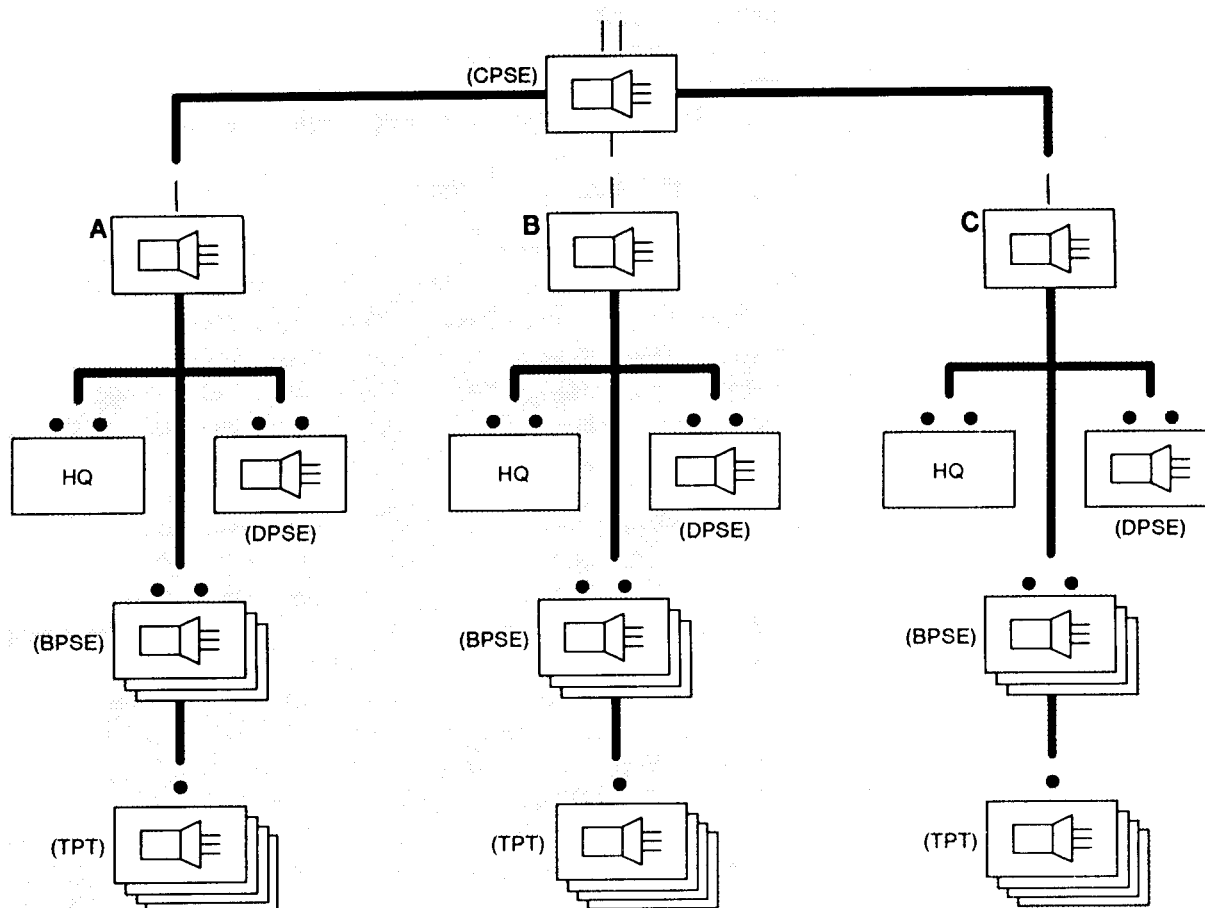 (CPSE)
A
B
C
HQ
HQ
HQ
(DPSE)
(DPSE)
(DPSE)
(BPSE)
(BPSE)
(BPSE)
(TPT)
(TPT)
(TPT)